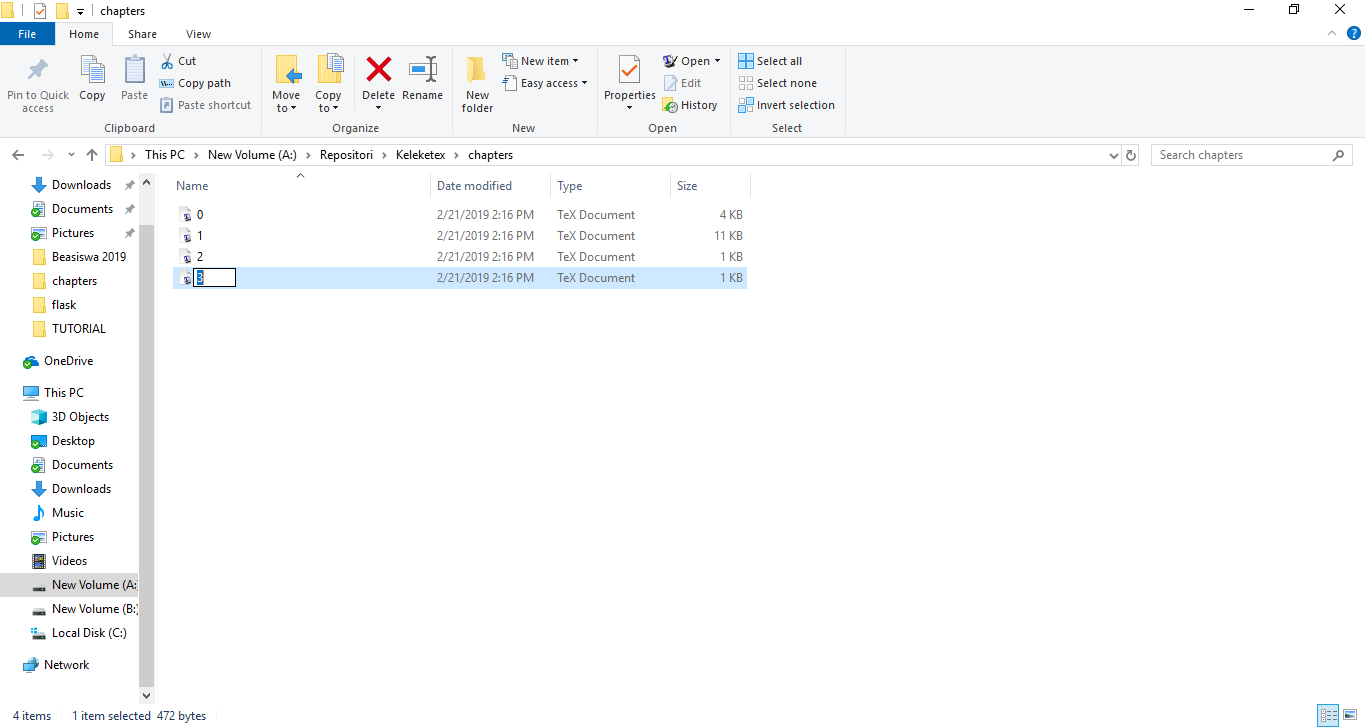 chapters
File Home Share View
Pin to Quick access
Copy
Paste
Cut
Copy path
Paste shortcut
Clipboard
Move to
Copy to
Delete
Rename
Organize
New folder
New item
Easy access
New
Properties
Open
Edit
History
Open
Select all
Select none
Invert selection
Select
This PC > New Volume (A:) > Repositori > Keleketex > chapters
Search chapters
Downloads
Documents
Pictures
Beasiswa 2019
chapters
flask
TUTORIAL
OneDrive
This PC
3D Objects
Desktop
Documents
Downloads
Music
Pictures
Videos
New Volume (A:
New Volume (B:)
Local Disk (C:)
Network
Name Date modified Type Size
0 2/21/2019 2:16 PM TeX Document 4 KB
1 2/21/2019 2:16 PM TeX Document 11 KB
2 2/21/2019 2:16 PM TeX Document 1 KB
3 2/21/2019 2:16 PM TeX Document 1 KB
4 items 1 item selected 472 bytes